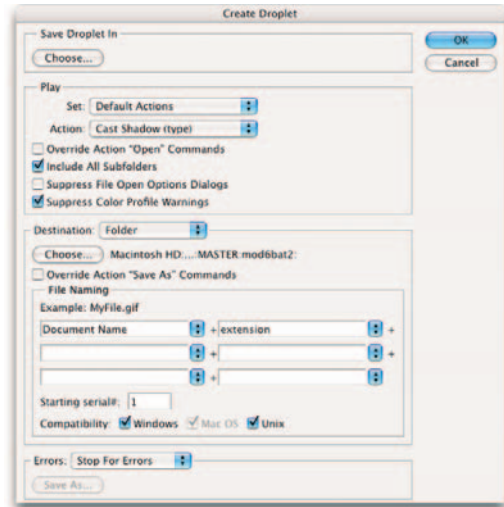 Create Droplet
Save Droplet In
Choose...
OK
Cancel
Play
Set: Default Actions
Action: Cast Shadow (type)
Override Action "Open" Commands
Include All Subfolders
Suppress File Open Options Dialogs
Suppress Color Profile Warnings
Destination: Folder
Choose... Macintosh HD:...:MASTER mod6bat2:
Override Action "Save As" Commands
File Naming
Example: MyFile.gif
Document Name + extension +
+ +
+
Starting serial#: 1
Compatibility: Windows Mac OS Unix
Errors: Stop For Errors
Save As...